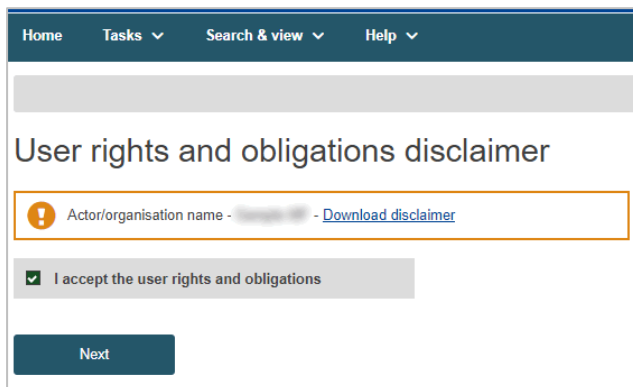 Home Tasks Search & view Help
User rights and obligations disclaimer
Actor/organisation name - - Download disclaimer
I accept the user rights and obligations
Next